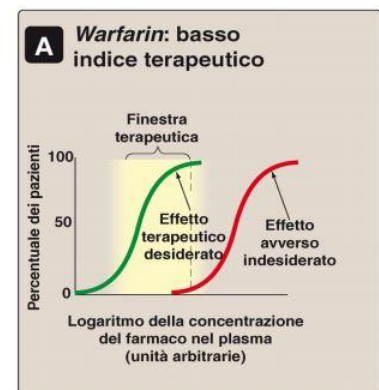 A
Warfarin: basso
indice terapeutico
Finestra
terapeutica
Percentuale dei pazienti
100
50
0
Effetto
terapeutico
desiderato
Effetto
avverso
indesiderato
Logaritmo della concentrazione
del farmaco nel plasma
(unità arbitrarie)